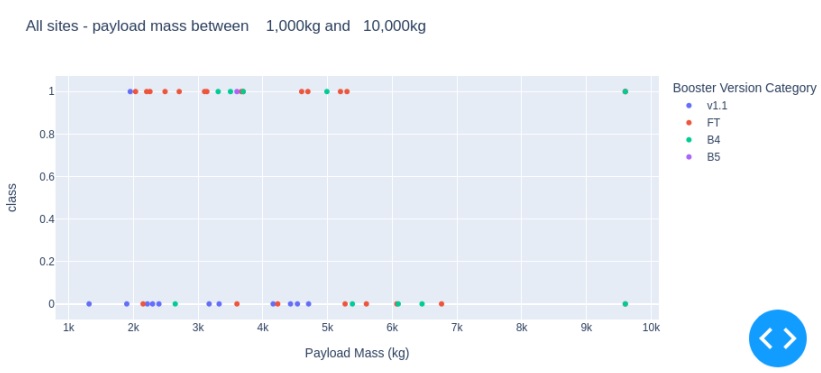 All sites - payload mass between 1,000kg and 10,000kg
class
1
0.8
0.6
0.4
0.2
0
1k 2k 3k 4k 5k 6k 7k 8k 9k 10k
Payload Mass (kg)
Booster Version Category
v1.1
FT
B4
B5